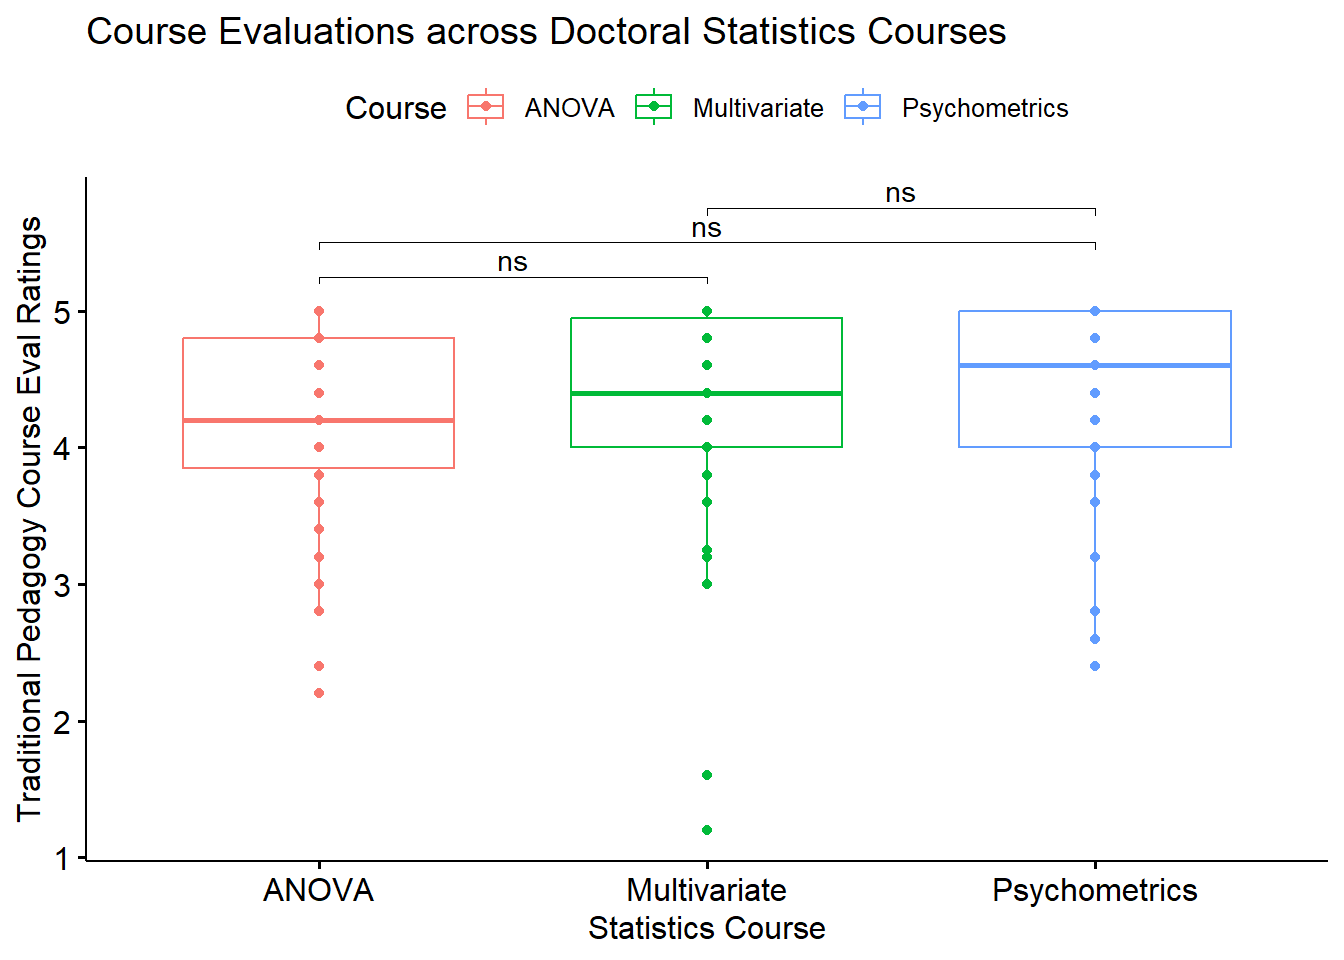 Course Evaluations across Doctoral Statistics Courses
Course ANOVA Multivariate Psychometrics
Traditional Pedagogy Course Eval Ratings
ns
ns
ns
5
4
3
2
1
ANOVA Multivariate Psychometrics
Statistics Course